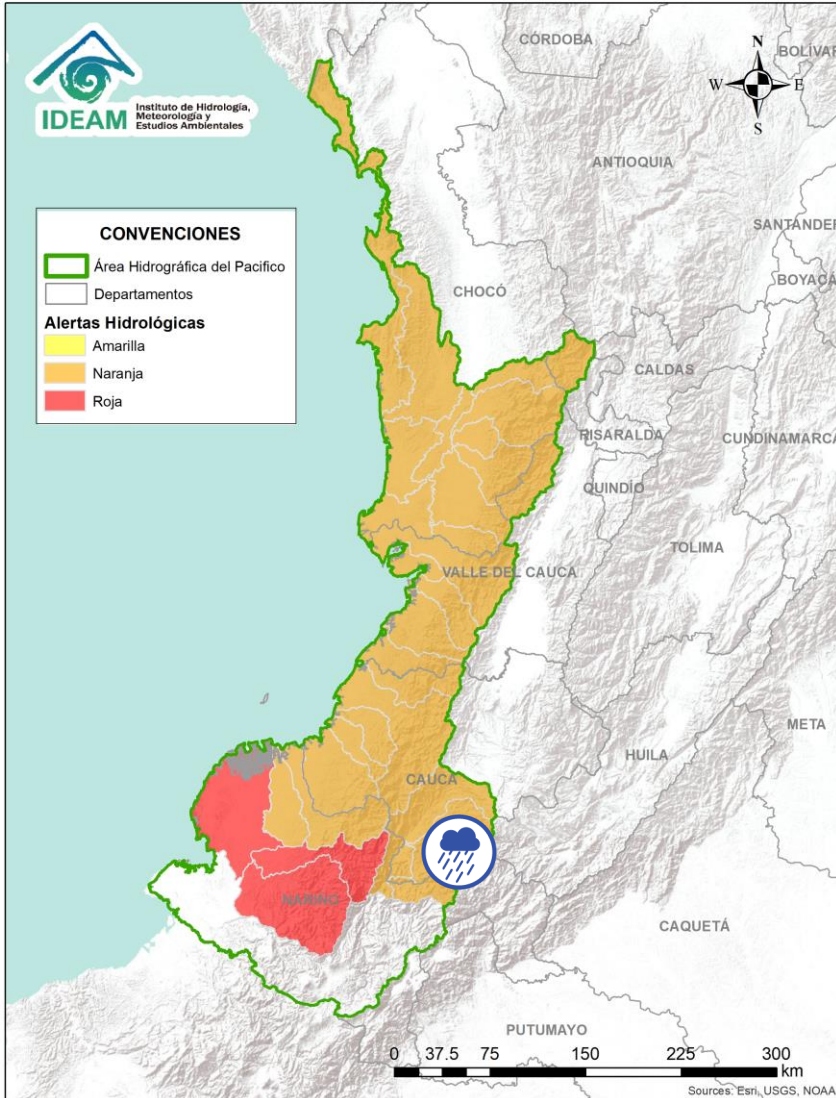 IDEAM
Instituto de Hidrología,
Meteorología y
Estudios Ambientales
CÓRDOBA
BOLÍVAR
N
W
E
S
ANTIOQUIA
SANTANDER
BOYACÁ
CONVENCIONES
Área Hidrográfica del Pacifico
Departamentos
Alertas Hidrológicas
Amarilla
Naranja
Roja
CHOCÓ
CALDAS
RISARALDA
CUNDINAMARCA
QUINDÍO
TOLIMA
VALLE DEL CAUCA
META
HUILA
CAUCA
NARIÑO
CAQUETÁ
PUTUMAYO
0 37.5 75 150 225 300
km
Sources: Esri, USGS, NOAA